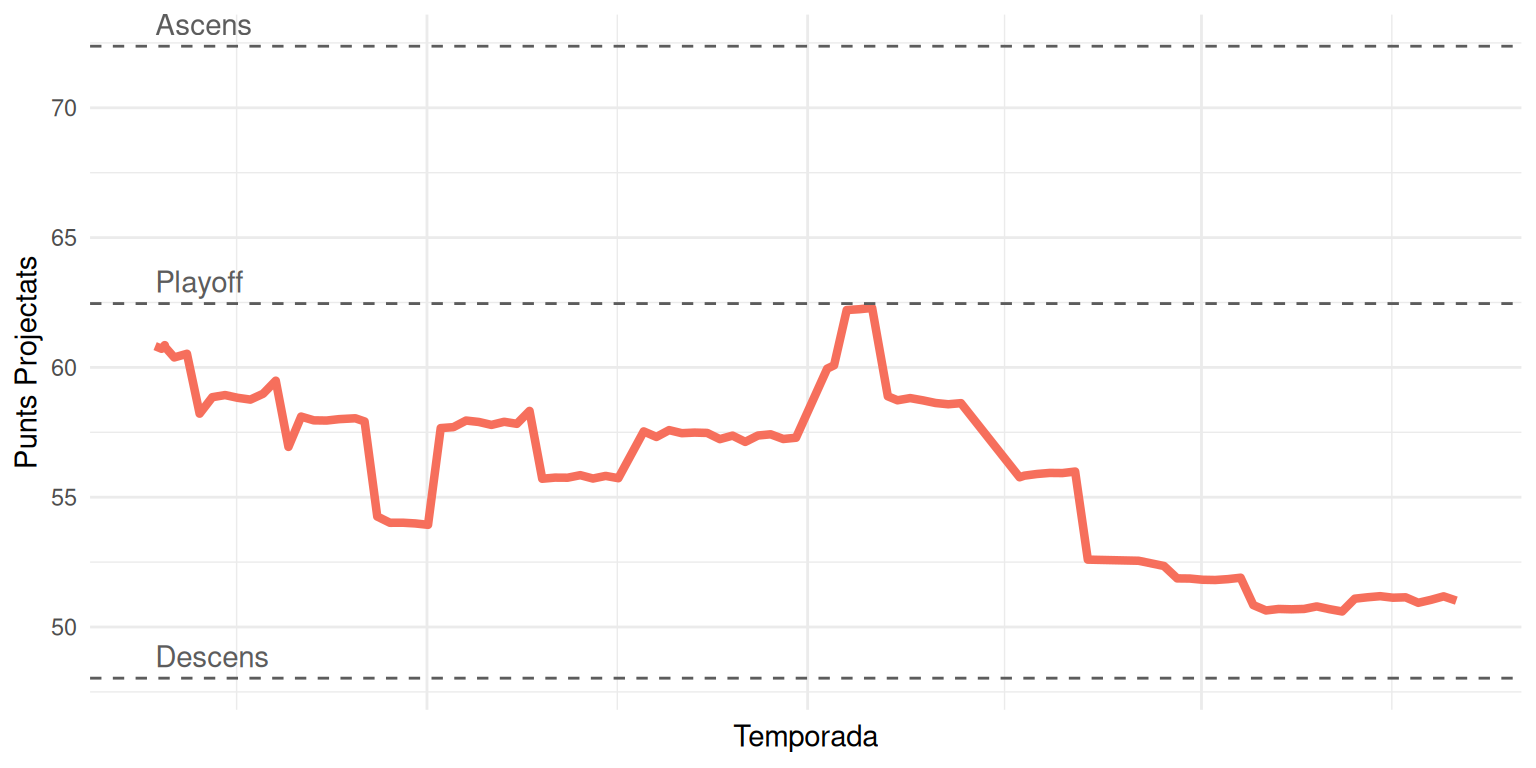 Ascens
70
65
Playoff
60
55
50
Descens
Punts Projectats
Temporada